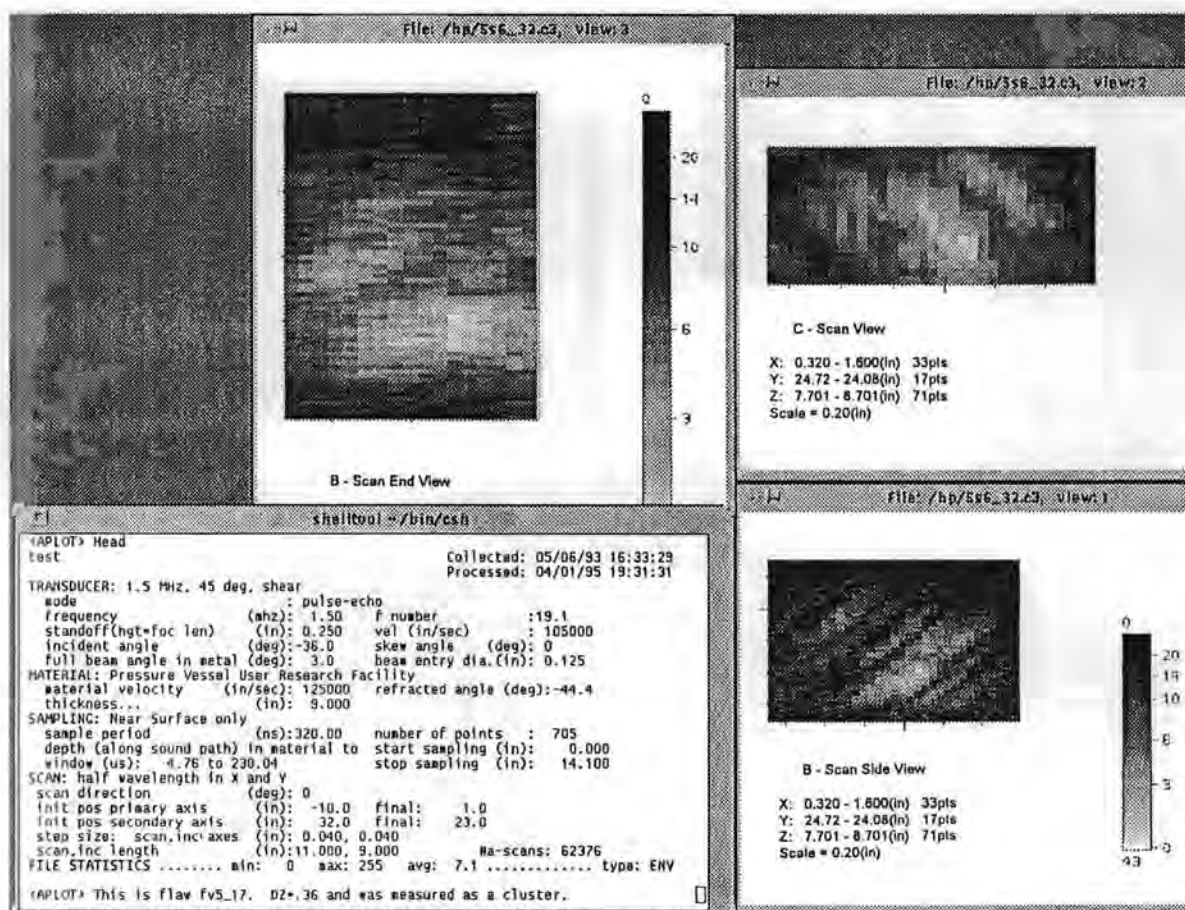 File: /hp/5s6_32.c3, View: 3
0
20
14
10
6
3
B - Scan End View
File: /hp/5s6_32.c3, View: 2
C - Scan View
X: 0.320 - 1.600(in) 33pts
Y: 24.72 - 24.08(in) 17pts
Z: 7.701 - 8.701(in) 71pts
Scale = 0.20(in)
File: /hp/5s6_32.c3, View: 1
0
20
14
8
3
0
43
B - Scan Side View
X: 0.320 - 1.600(in) 33pts
Y: 24.72 - 24.08(in) 17pts
Z: 7.701 - 8.701(in) 71pts
Scale = 0.20(in)
shelltool - /bin/csh
<APLOT> Head
test Collected: 05/06/93 16:33:29
Processed: 04/01/95 19:31:31
TRANSDUCER: 1.5 MHz, 45 deg, shear
mode : pulse-echo
frequency (mhz): 1.50 f number :19.1
standoff(hgt+foc len) (in): 0.250 vel (in/sec) : 105000
incident angle (deg):-36.0 skew angle (deg): 0
full beam angle in metal (deg): 3.0 beam entry dia.(in): 0.125
MATERIAL: Pressure Vessel User Research Facility
material velocity (in/sec): 125000 refracted angle (deg):-44.4
thickness... (in): 9.000
SAMPLING: Near Surface only
sample period (ns):320.00 number of points : 705
depth (along sound path) in material to start sampling (in): 0.000
window (us): 4.76 to 230.04 stop sampling (in): 14.100
SCAN: half wavelength in X and Y
scan direction (deg): 0
init pos primary axis (in): -10.0 final: 1.0
init pos secondary axis (in): 32.0 final: 23.0
step size: scan,inc axes (in): 0.040, 0.040
scan,inc length (in):11.000, 9.000 #a-scans: 62376
FILE STATISTICS ........ min: 0 max: 255 avg: 7.1 ............. type: ENV
<APLOT> This is flaw fv5_17. DZ=.36 and was measured as a cluster.